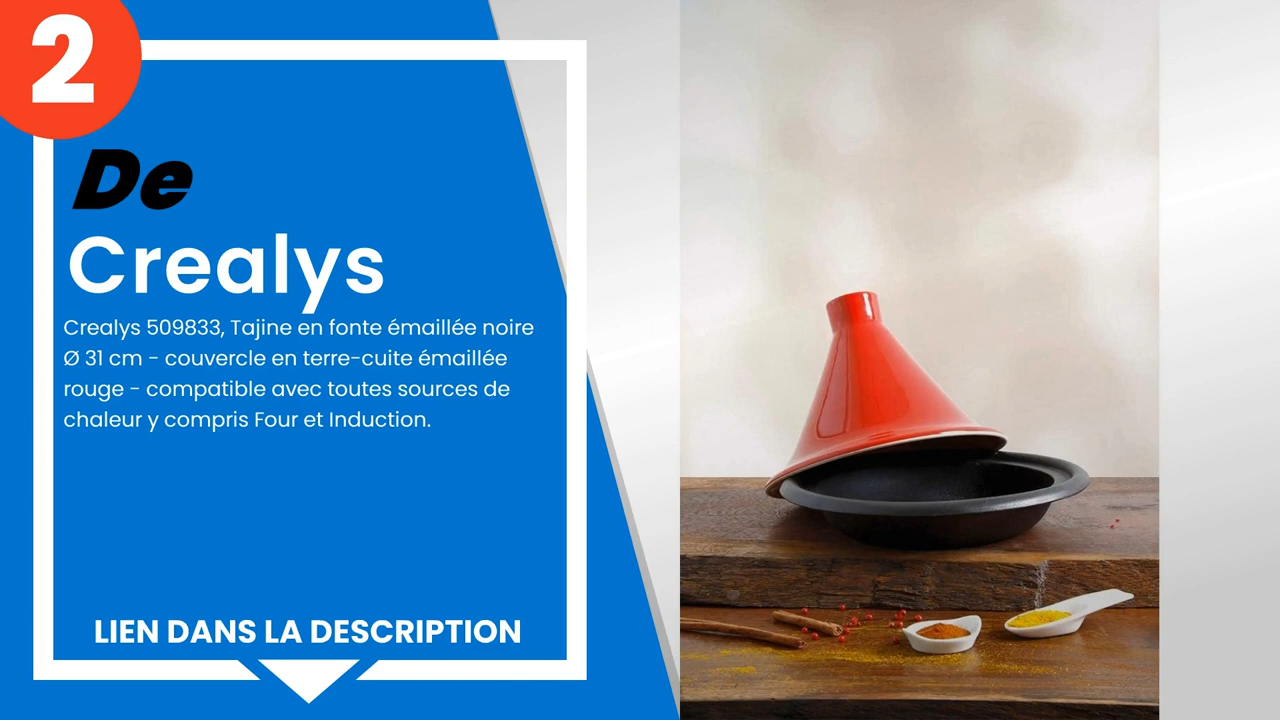 2
De
Crealys
Crealys 509833, Tajine en fonte émaillée noire
Ø 31 cm - couvercle en terre-cuite émaillée
rouge - compatible avec toutes sources de
chaleur y compris Four et Induction.
LIEN DANS LA DESCRIPTION